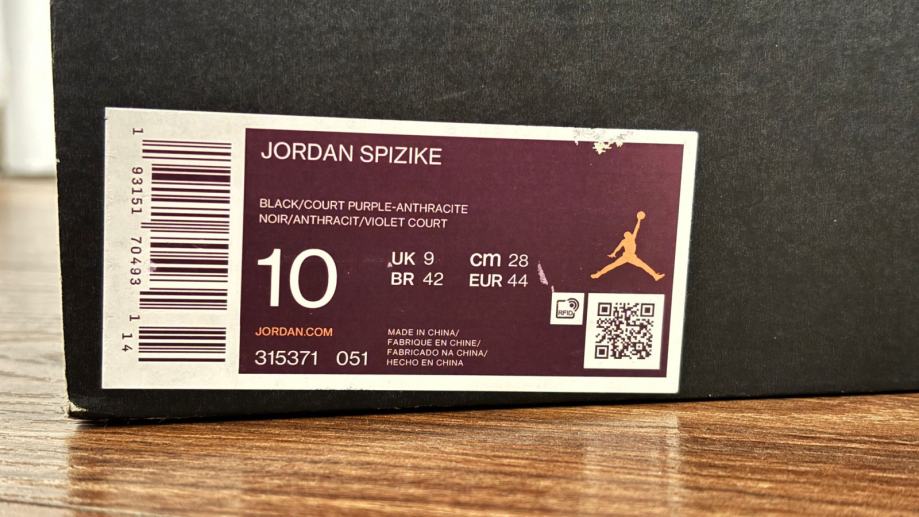 JORDAN SPIZIKE
BLACK/COURT PURPLE-ANTHRACITE
NOIR/ANTHRACIT/VIOLET COURT
10
UK 9 cm 28
BR 42 EUR 44
RFID
JORDAN.COM
315371 051
MADE IN CHINA/
FABRIQUE EN CHINE/
FABRICADO NA CHINA/
HECHO EN CHINA
1 93151 70493 1 14